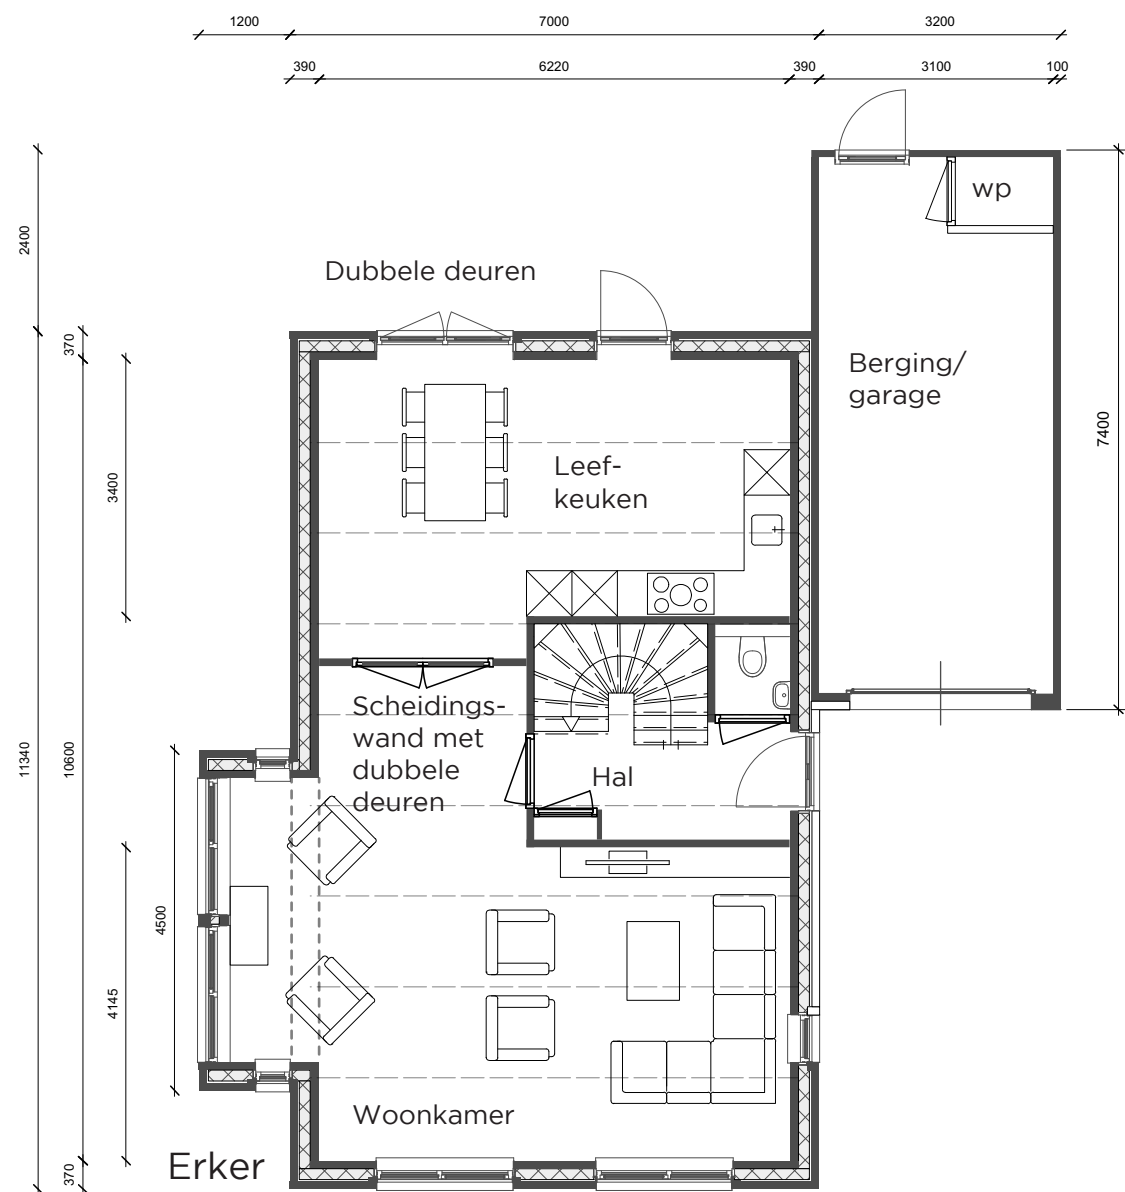 1200 7000 3200
390 6220 390 3100 100
2400
370
3400
11340
10600
4500
4145
370
7400
wp
Dubbele deuren
Berging/
garage
Leef-
keuken
Scheidings-
wand met
dubbele
deuren
Hal
Woonkamer
Erker